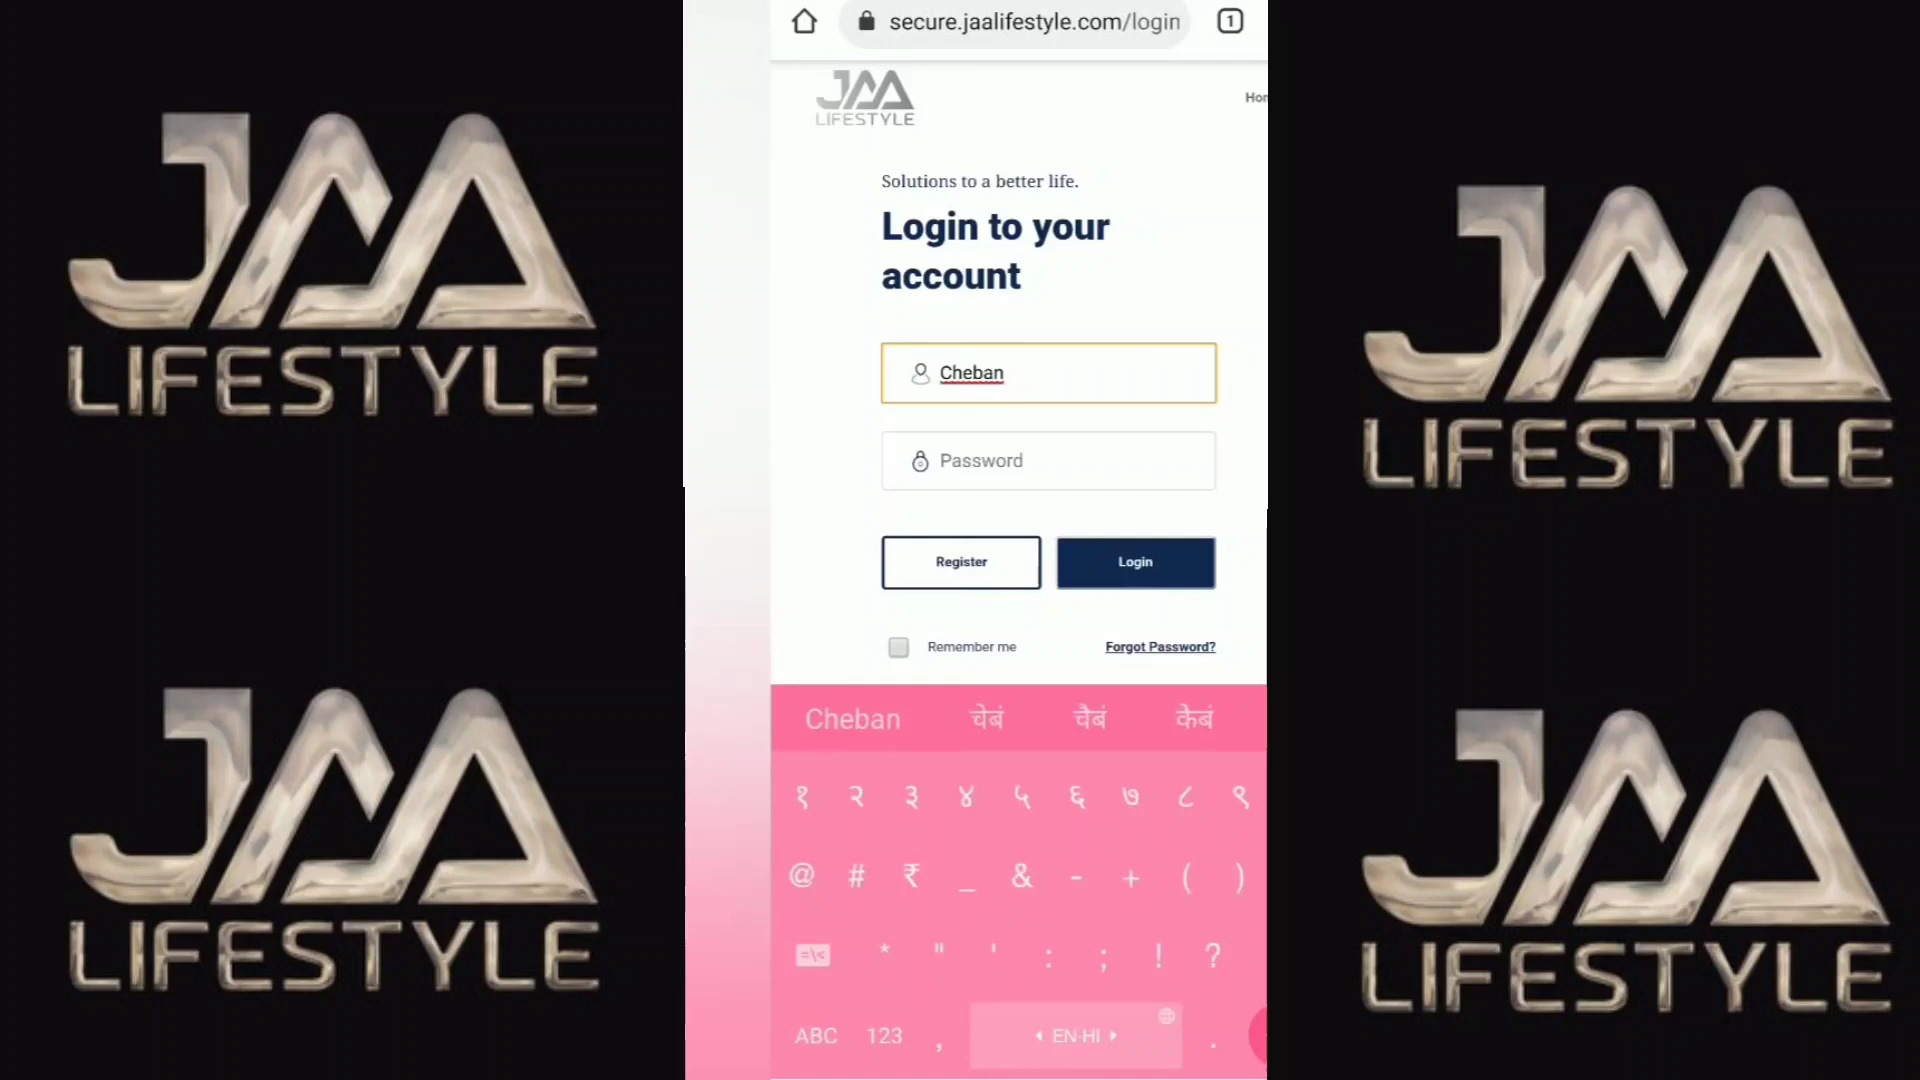 JAA
LIFESTYLE
JAA
LIFESTYLE
secure.jaalifestyle.com/login
1
JAA
LIFESTYLE
Solutions to a better life.
Login to your
account
Cheban
Password
Register
Login
Remember me
Forgot Password?
Cheban चेबं चैबं केबं
१ २ ३ ४ ५ ६ ७ ८ ९
@ # ₹ _ & - + ( )
=\< * " ' : ; ! ?
ABC 123 , EN-HI .
JAA
LIFESTYLE
JAA
LIFESTYLE